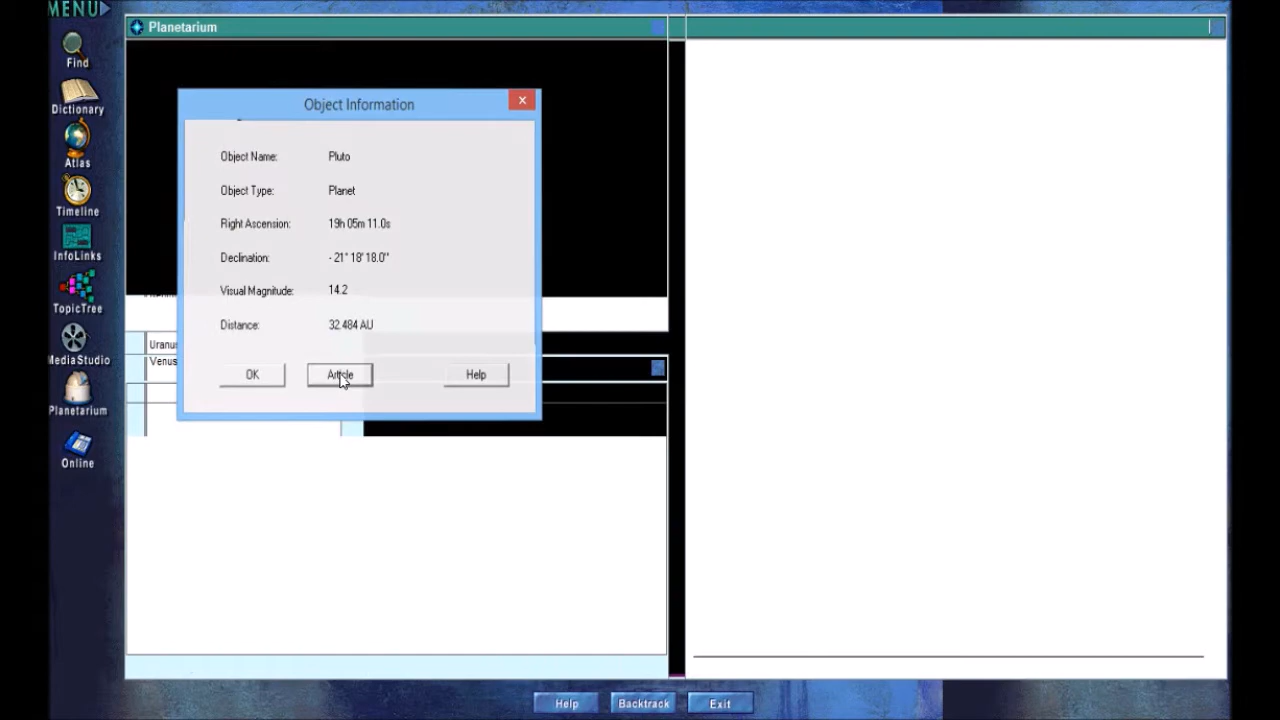 MENU
Find
Dictionary
Atlas
Timeline
InfoLinks
TopicTree
MediaStudio
Planetarium
Online
Planetarium
Object Information
Object Name: Pluto
Object Type: Planet
Right Ascension: 19h 05m 11.0s
Declination: - 21° 18' 18.0"
Visual Magnitude: 14.2
Distance: 32.484 AU
OK Article Help
Uranus
Venus
Help Backtrack Exit